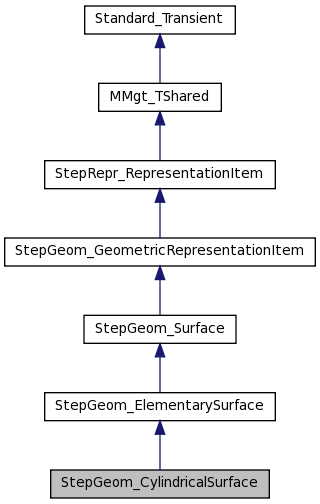 Standard_Transient
MMgt_TShared
StepRepr_RepresentationItem
StepGeom_GeometricRepresentationItem
StepGeom_Surface
StepGeom_ElementarySurface
StepGeom_CylindricalSurface